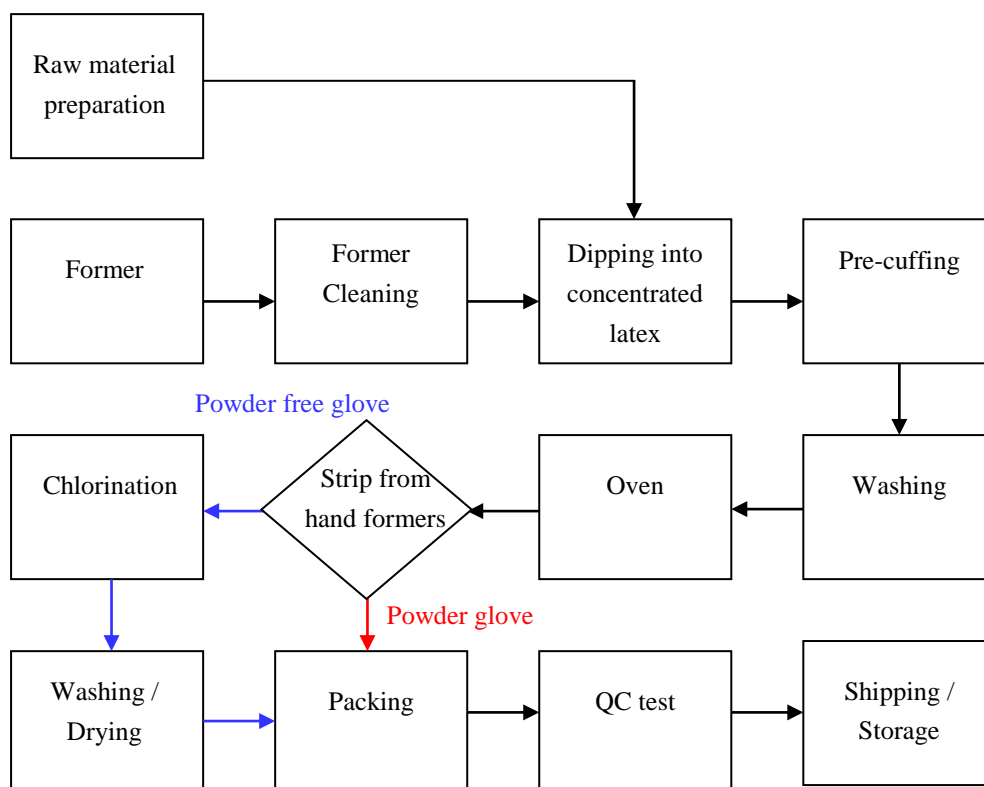 Raw material
preparation
Former
Former
Cleaning
Dipping into
concentrated
latex
Pre-cuffing
Powder free glove
Chlorination
Strip from
hand formers
Oven
Washing
Powder glove
Washing /
Drying
Packing
QC test
Shipping /
Storage